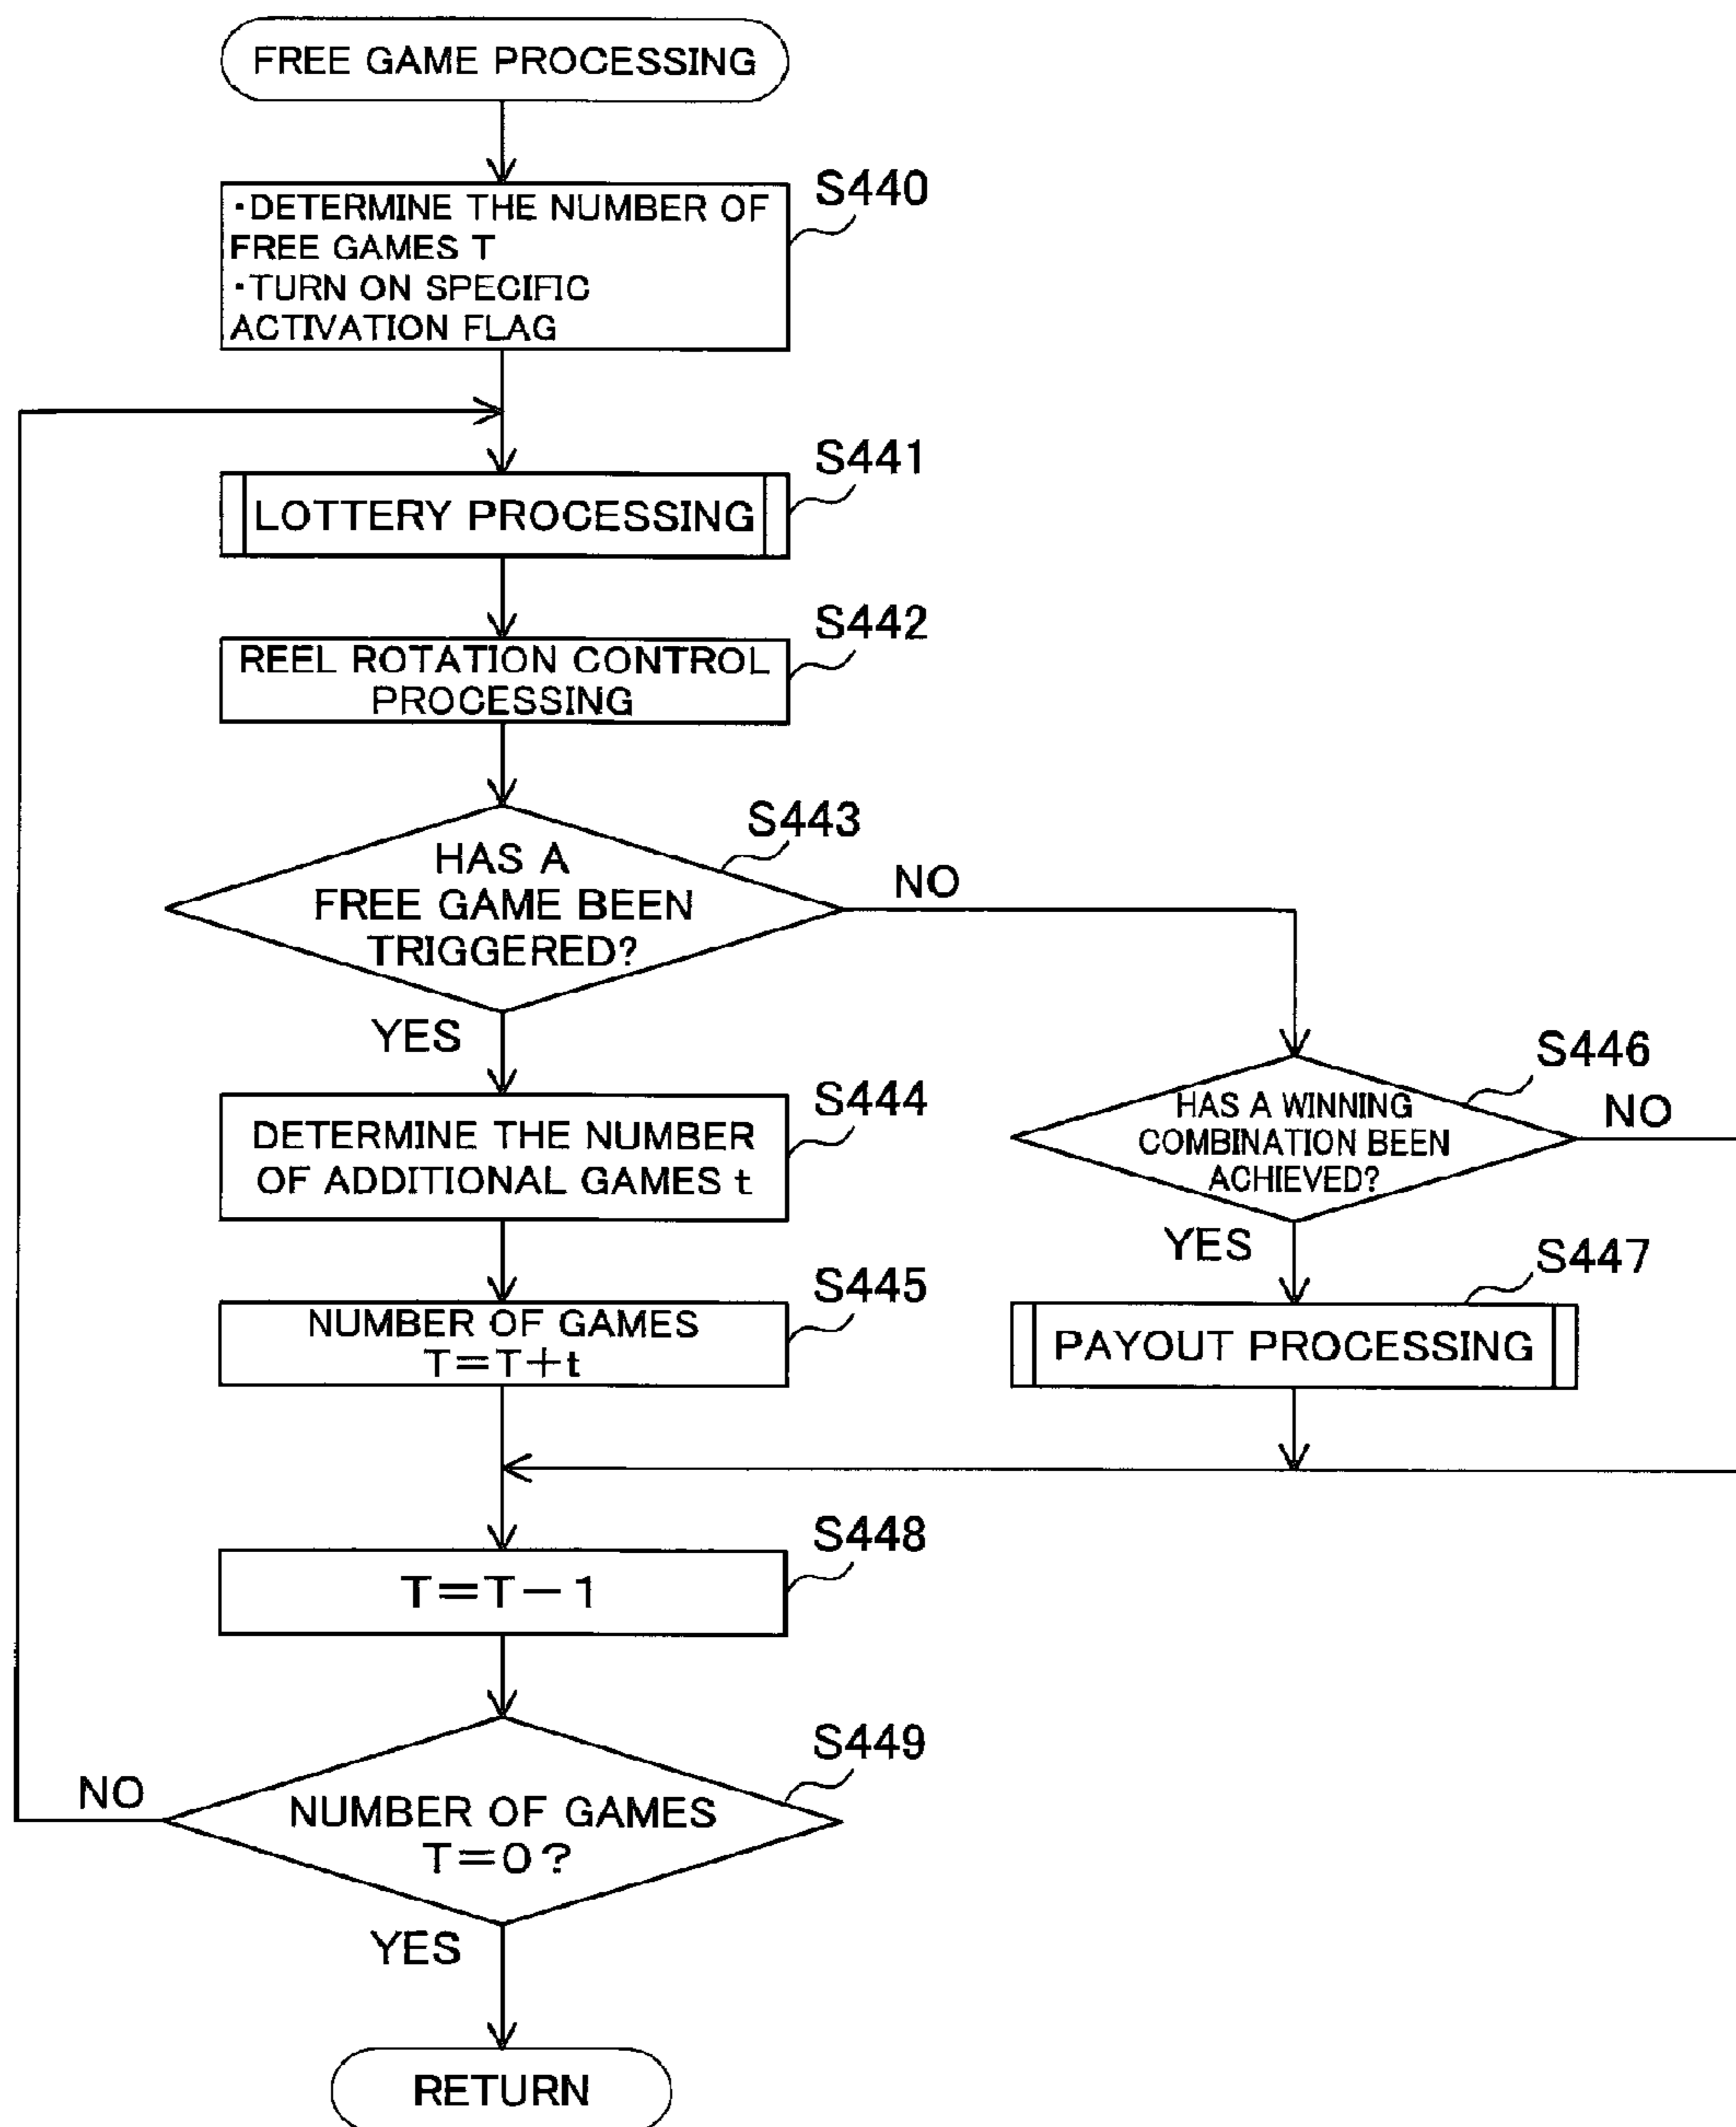 FREE GAME PROCESSING
S440
・DETERMINE THE NUMBER OF
FREE GAMES T
・TURN ON SPECIFIC
ACTIVATION FLAG
S441
LOTTERY PROCESSING
S442
REEL ROTATION CONTROL
PROCESSING
S443
HAS A
FREE GAME BEEN
TRIGGERED?
NO
YES
S444
DETERMINE THE NUMBER
OF ADDITIONAL GAMES t
S445
NUMBER OF GAMES
T=T+t
S446
HAS A WINNING
COMBINATION BEEN
ACHIEVED?
NO
YES
S447
PAYOUT PROCESSING
S448
T=T-1
S449
NUMBER OF GAMES
T=0?
NO
YES
RETURN